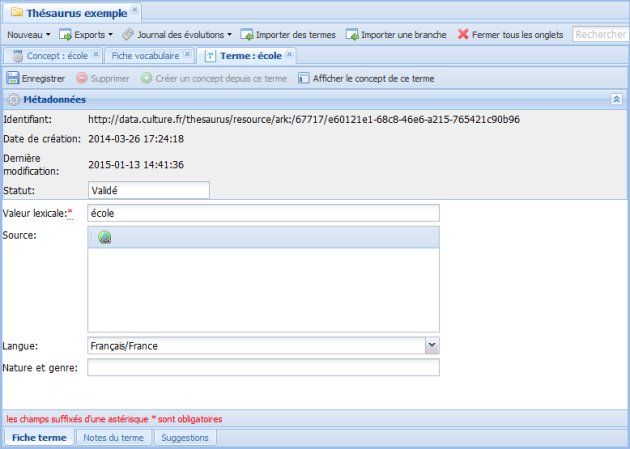 Thésaurus exemple
Nouveau Exports Journal des évolutions Importer des termes Importer une branche Fermer tous les onglets Rechercher
Concept : école Fiche vocabulaire Terme : école
Enregistrer Supprimer Créer un concept depuis ce terme Afficher le concept de ce terme
Métadonnées
Identifiant: http://data.culture.fr/thesaurus/resource/ark:/67717/e60121e1-68c8-46e6-a215-765421c90b96
Date de création: 2014-03-26 17:24:18
Dernière
modification: 2015-01-13 14:41:36
Statut: Validé
Valeur lexicale:* école
Source:
Langue: Français/France
Nature et genre:
les champs suffixés d'une astérisque * sont obligatoires
Fiche terme Notes du terme Suggestions